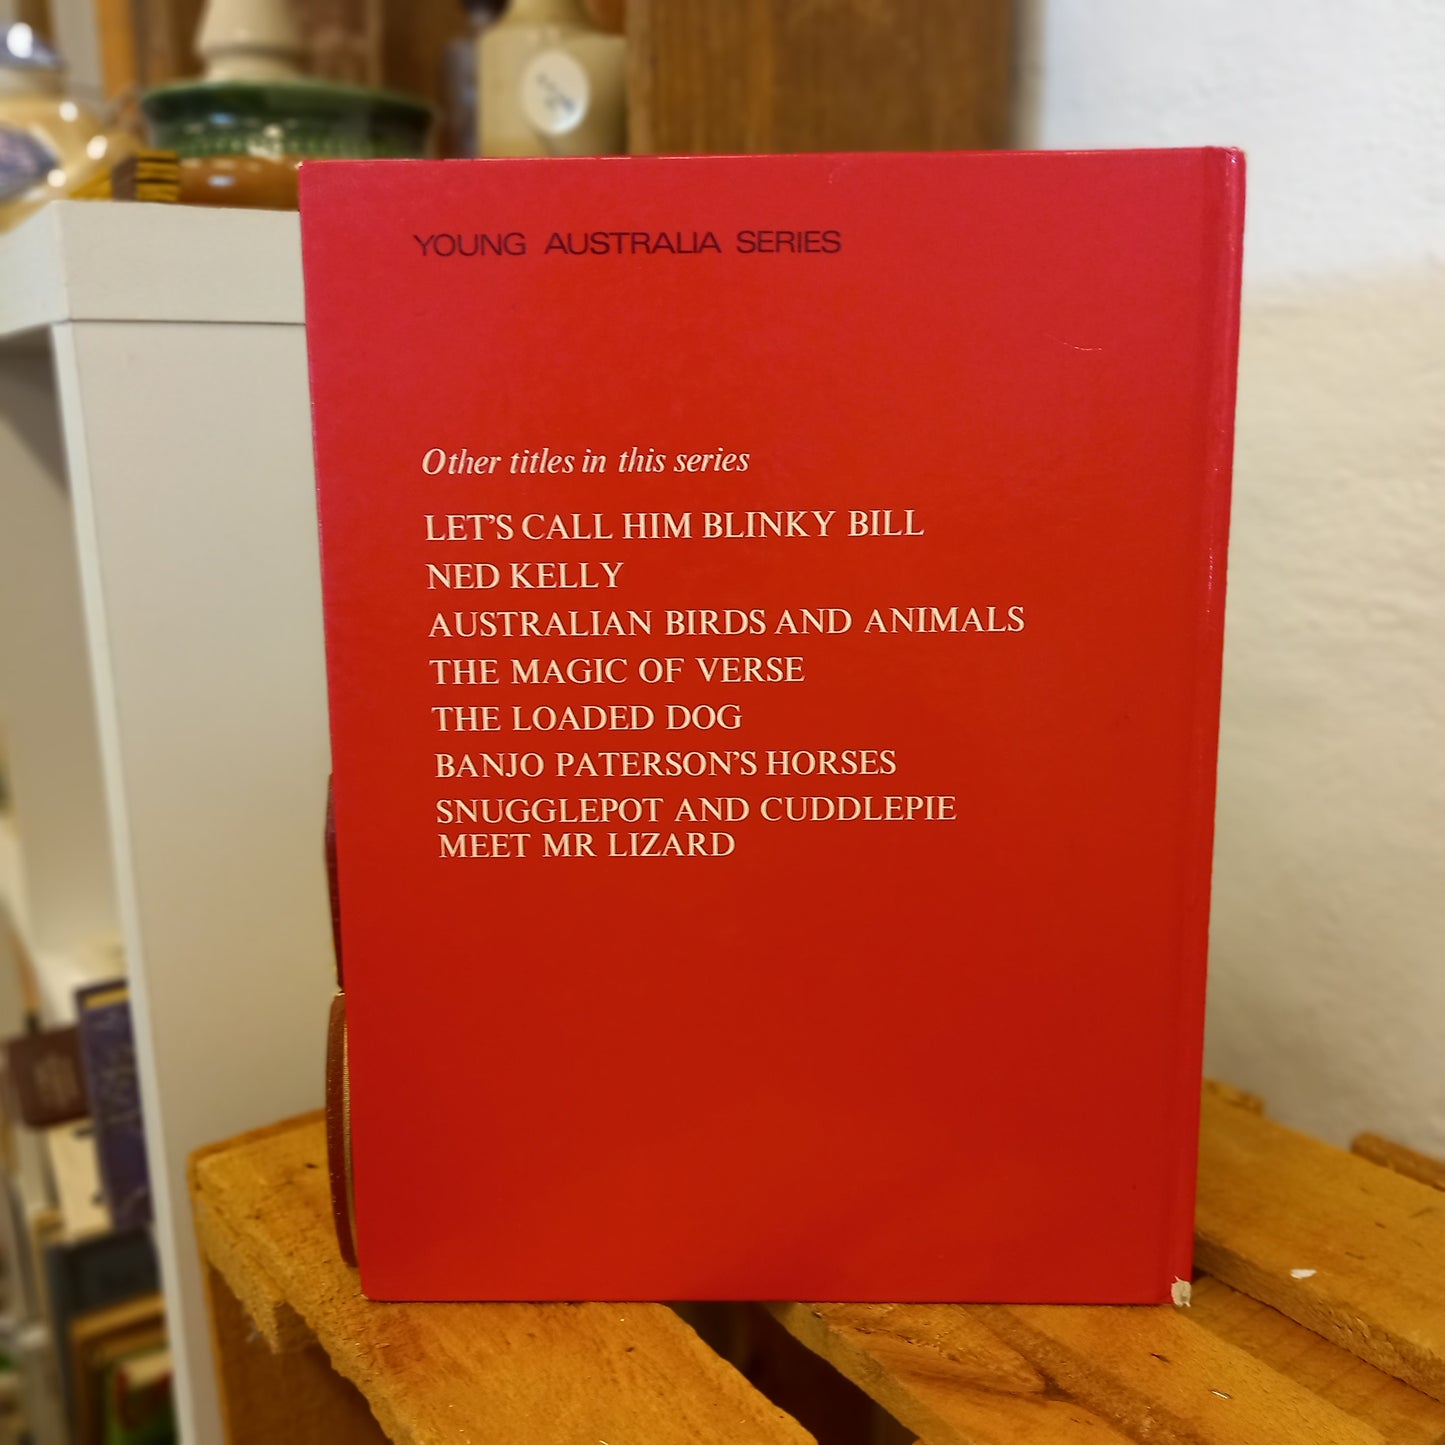 YOUNG AUSTRALIA SERIES
Other titles in this series
LET'S CALL HIM BLINKY BILL
NED KELLY
AUSTRALIAN BIRDS AND ANIMALS
THE MAGIC OF VERSE
THE LOADED DOG
BANJO PATERSON'S HORSES
SNUGGLEPOT AND CUDDLEPIE
MEET MR LIZARD